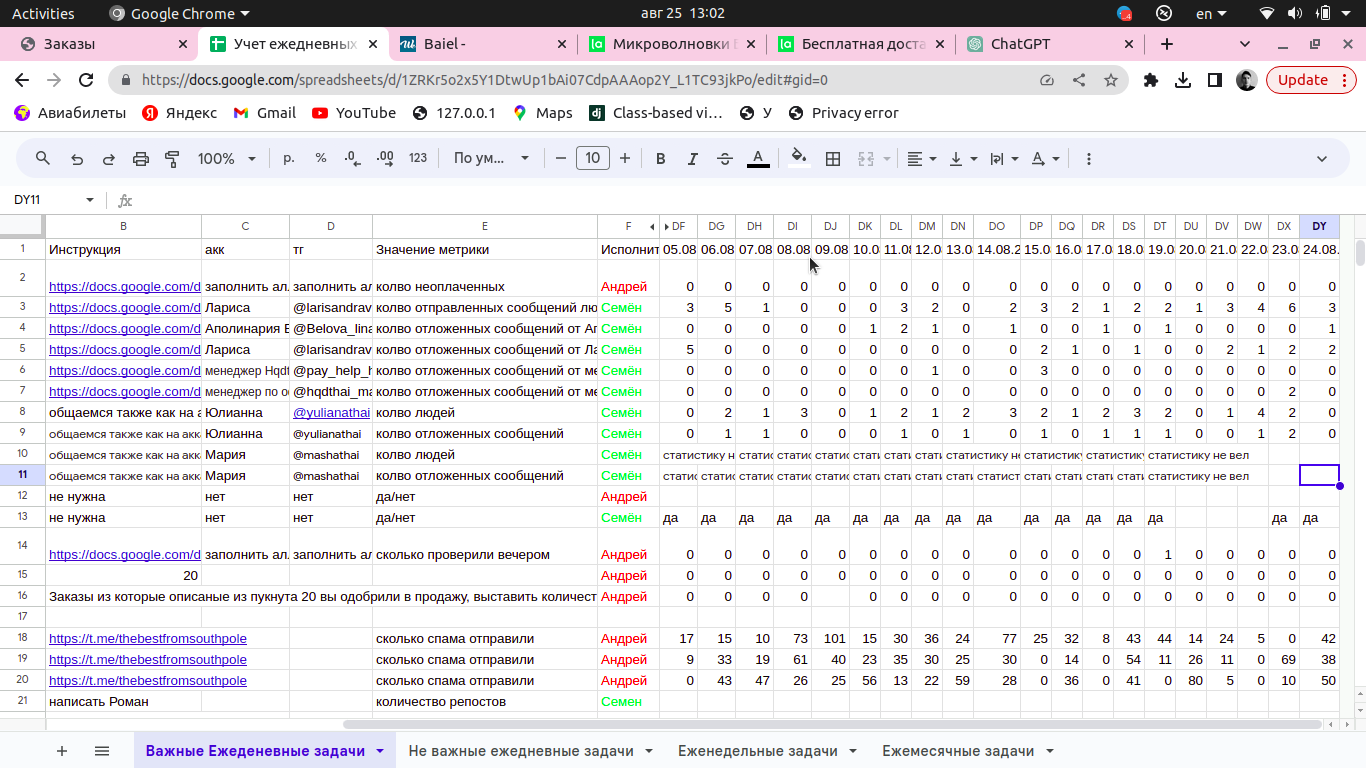 Activities Google Chrome авг 25 13:02 4 en
Заказы Учет ежедневных Baiel - Микроволновки Бесплатная доста ChatGPT
https://docs.google.com/spreadsheets/d/1ZRKr5o2x5Y1DtwUp1bAi07CdpAAAop2Y_L1TC93jkPo/edit#gid=0 Update
Авиабилеты Яндекс Gmail YouTube 127.0.0.1 Maps dj Class-based vi… У Privacy error
100% р. % .0 .00 123 По ум... 10 B I A
DY11 fx
B C D E F DF DG DH DI DJ DK DL DM DN DO DP DQ DR DS DT DU DV DW DX DY
1 Инструкция акк тг Значение метрики Исполнит 05.08 06.08 07.08 08.08 09.08 10.0 11.08 12.0 13.0 14.08.2 15.0 16.0 17.0 18.0 19.0 20.0 21.0 22.0 23.0 24.08.
2 https://docs.google.com/d заполнить ал. заполнить ал колво неоплаченных Андрей 0 0 0 0 0 0 0 0 0 0 0 0 0 0 0 0 0 0 0 0
3 https://docs.google.com/d Лариса @larisandrav колво отправленных сообщений лю Семён 3 5 1 0 0 0 3 2 0 2 3 2 1 2 2 1 3 4 6 3
4 https://docs.google.com/d Аполинария @Belova_lina колво отложенных сообщений от Ап Семён 0 0 0 0 0 1 2 1 0 1 0 0 1 0 1 0 0 0 0 1
5 https://docs.google.com/d Лариса @larisandrav колво отложенных сообщений от Ла Семён 5 0 0 0 0 0 0 0 0 0 2 1 0 1 0 0 2 1 2 2
6 https://docs.google.com/d менеджер Hqdt @pay_help_h колво отложенных сообщений от ме Семён 0 0 0 0 0 0 0 1 0 0 3 0 0 0 0 0 0 0 0 0
7 https://docs.google.com/d менеджер по о @hqdthai_ma колво отложенных сообщений от ме Семён 0 0 0 0 0 0 0 0 0 0 0 0 0 0 0 0 0 0 2 0
8 общаемся также как на а Юлианна @yulianathai колво людей Семён 0 2 1 3 0 1 2 1 2 3 2 1 2 3 2 0 1 4 2 0
9 общаемся также как на акк Юлианна @yulianathai колво отложенных сообщений Семён 0 1 1 0 0 0 1 0 1 0 1 0 1 1 1 0 0 1 2 0
10 общаемся также как на акк Мария @mashathai колво людей Семён статистику н статис статис статис стати стат стати статистику не статистику стати стати статистику не вел
11 общаемся также как на акк Мария @mashathai колво отложенных сообщений Семён статис статис статис статис статис стати стат стати стати статист стати стати стати стати статистику не вел
12 не нужна нет нет да/нет Андрей
13 не нужна нет нет да/нет Семён да да да да да да да да да да да да да да да да да
14 https://docs.google.com/d заполнить ал. заполнить ал сколько проверили вечером Андрей 0 0 0 0 0 0 0 0 0 0 0 0 0 0 1 0 0 0 0 0
15 20 Андрей 0 0 0 0 0 0 0 0 0 0 0 0 0 0 0 0 0 0 0 0
16 Заказы из которые описаные из пукнута 20 вы одобрили в продажу, выставить количест Андрей 0 0 0 0 0 0 0 0 0 0 0 0 0 0 0 0 0 0 0
17
18 https://t.me/thebestfromsouthpole сколько спама отправили Андрей 17 15 10 73 101 15 30 36 24 77 25 32 8 43 44 14 24 5 0 42
19 https://t.me/thebestfromsouthpole сколько спама отправили Андрей 9 33 19 61 40 23 35 30 25 30 0 14 0 54 11 26 11 0 69 38
20 https://t.me/thebestfromsouthpole сколько спама отправили Андрей 0 43 47 26 25 56 13 22 59 28 0 36 0 41 0 80 5 0 10 50
21 написать Роман количество репостов Семен
Важные Ежеденевные задачи Не важные ежедневные задачи Еженедельные задачи Ежемесячные задачи